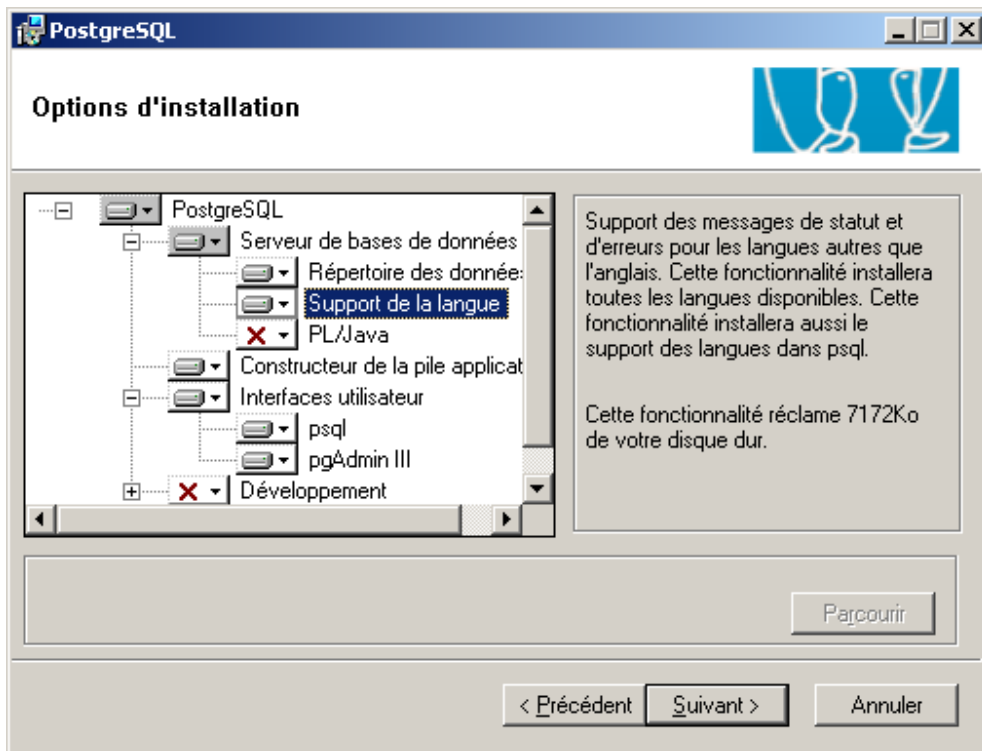 PostgreSQL
Options d'installation
PostgreSQL
Serveur de bases de données
Répertoire des donnée
Support de la langue
PL/Java
Constructeur de la pile applicat
Interfaces utilisateur
psql
pgAdmin III
Développement
Support des messages de statut et
d'erreurs pour les langues autres que
l'anglais. Cette fonctionnalité installera
toutes les langues disponibles. Cette
fonctionnalité installera aussi le
support des langues dans psql.
Cette fonctionnalité réclame 7172Ko
de votre disque dur.
Parcourir
< Précédent
Suivant >
Annuler